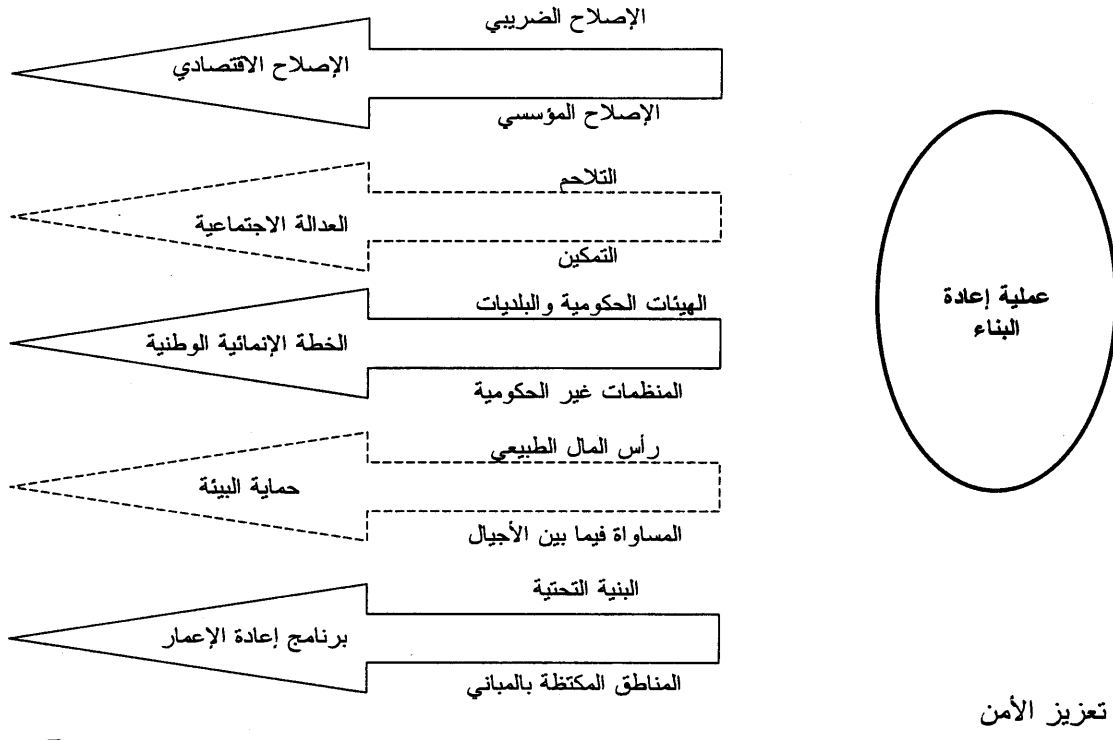 الإصلاح الضريبي
الإصلاح الاقتصادي
الإصلاح المؤسسي
التلاحم
العدالة الاجتماعية
التمكين
الهيئات الحكومية والبلديات
الخطة الإنمائية الوطنية
المنظمات غير الحكومية
عملية إعادة
البناء
رأس المال الطبيعي
حماية البيئة
المساواة فيما بين الأجيال
البنية التحتية
برنامج إعادة الإعمار
المناطق المكتظة بالمباني
تعزيز الأمن